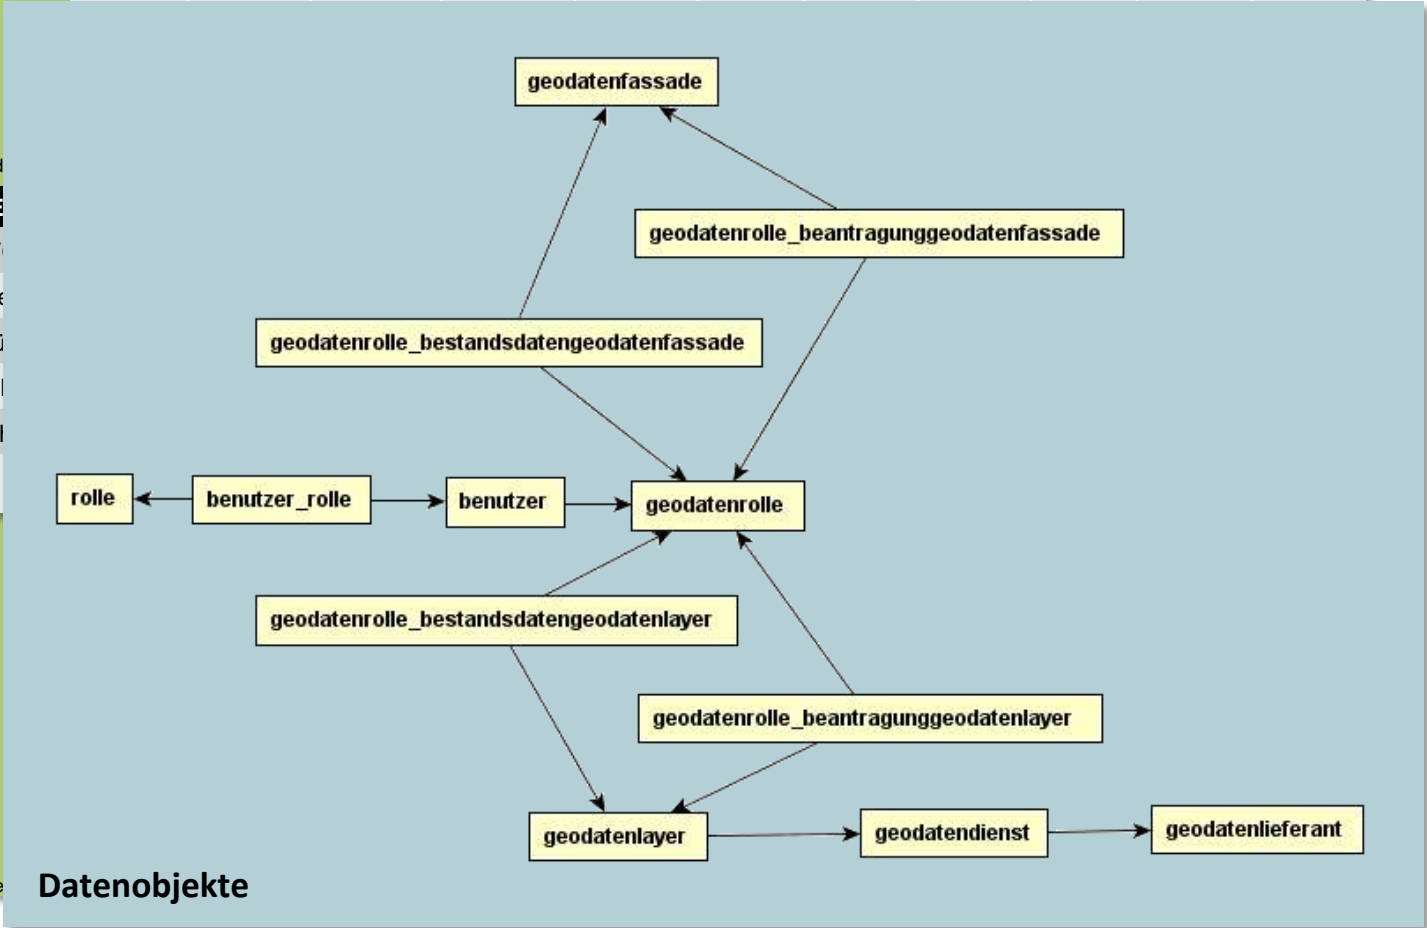 geodatenfassade
geodatenrolle_beantragunggeodatenfassade
geodatenrolle_bestandsdatengeodatenfassade
rolle
benutzer_rolle
benutzer
geodatenrolle
geodatenrolle_bestandsdatengeodatenlayer
geodatenrolle_beantragunggeodatenlayer
geodatenlayer
geodatendienst
geodatenlieferant
Datenobjekte